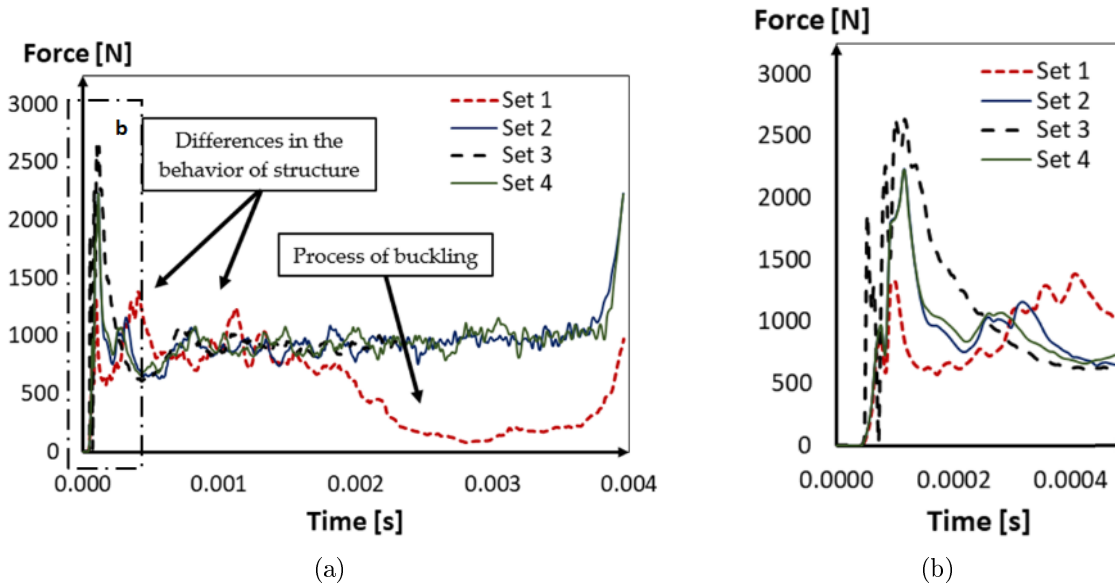 Force [N]
3000
2500
2000
1500
1000
500
0
0.000 0.001 0.002 0.003 0.004
Time [s]
b
Differences in the
behavior of structure
Process of buckling
Set 1
Set 2
Set 3
Set 4
(a)
Force [N]
3000
2500
2000
1500
1000
500
0
0.0000 0.0002 0.0004
Time [s]
Set 1
Set 2
Set 3
Set 4
(b)